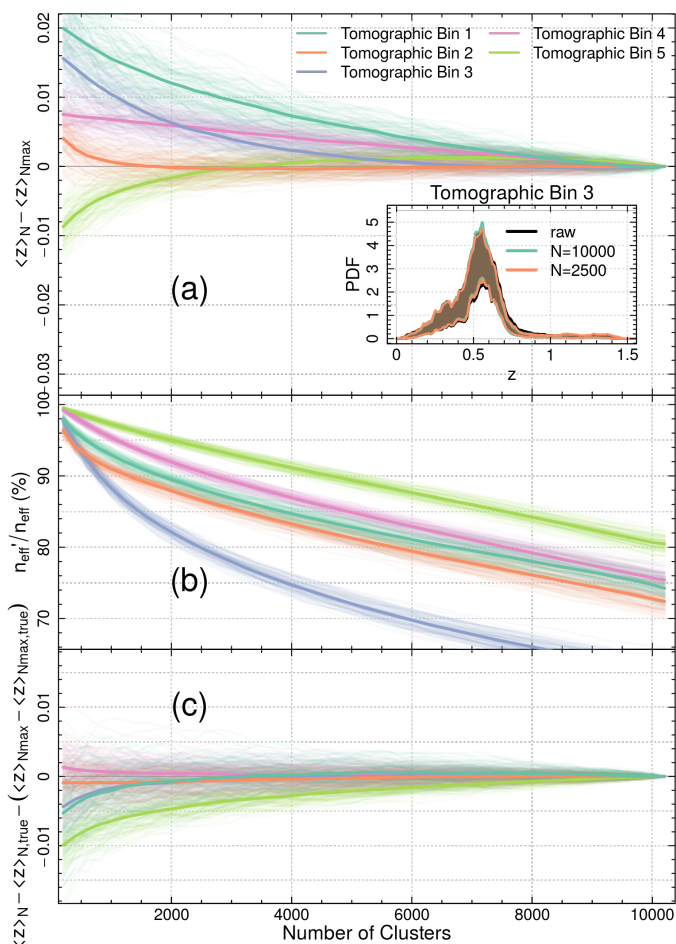 0.02
0.01
0
−0.01
−0.02
−0.03
⟨z⟩N − ⟨z⟩Nmax
Tomographic Bin 1
Tomographic Bin 2
Tomographic Bin 3
Tomographic Bin 4
Tomographic Bin 5
(a)
Tomographic Bin 3
PDF
5
4
3
2
1
0
raw
N=10000
N=2500
0 0.5 1 1.5
z
100
90
80
70
neff'/neff (%)
(b)
0.01
0
−0.01
⟨z⟩N − ⟨z⟩N,true − (⟨z⟩Nmax − ⟨z⟩Nmax,true)
(c)
2000 4000 6000 8000 10000
Number of Clusters